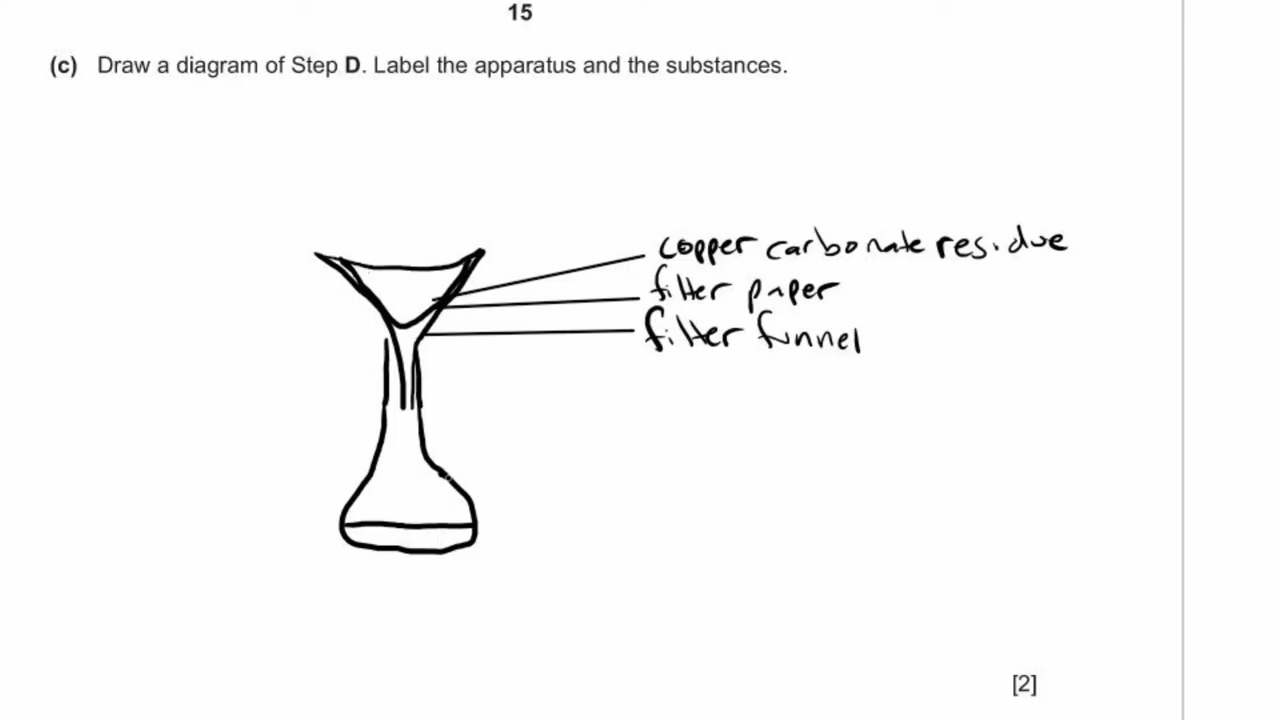 15
(c) Draw a diagram of Step D. Label the apparatus and the substances.
copper carbonate residue
filter paper
filter funnel
[2]